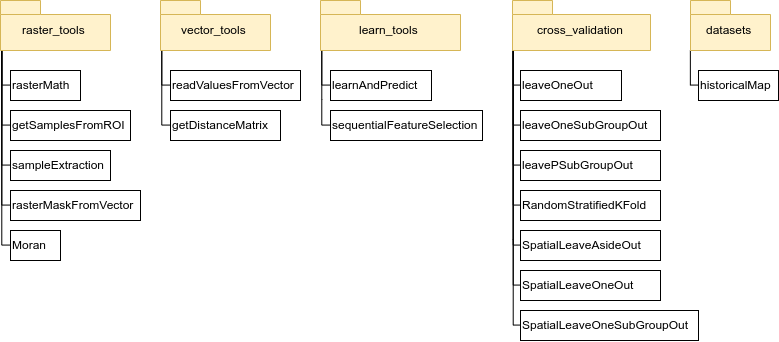 raster_tools
rasterMath
getSamplesFromROI
sampleExtraction
rasterMaskFromVector
Moran
vector_tools
readValuesFromVector
getDistanceMatrix
learn_tools
learnAndPredict
sequentialFeatureSelection
cross_validation
leaveOneOut
leaveOneSubGroupOut
leavePSubGroupOut
RandomStratifiedKFold
SpatialLeaveAsideOut
SpatialLeaveOneOut
SpatialLeaveOneSubGroupOut
datasets
historicalMap